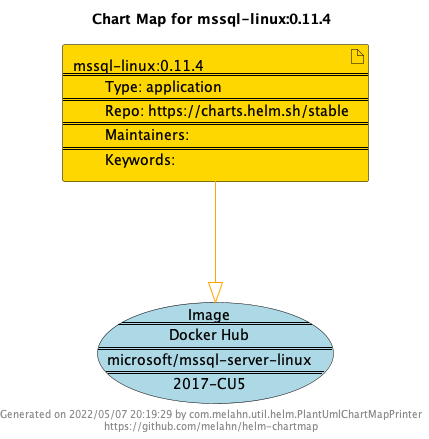 Chart Map for mssql-linux:0.11.4
mssql-linux:0.11.4
Type: application
Repo: https://charts.helm.sh/stable
Maintainers:
Keywords:
Image
Docker Hub
microsoft/mssql-server-linux
2017-CU5
Generated on 2022/05/07 20:19:29 by com.melahn.util.helm.PlantUmlChartMapPrinter
https://github.com/melahn/helm-chartmap